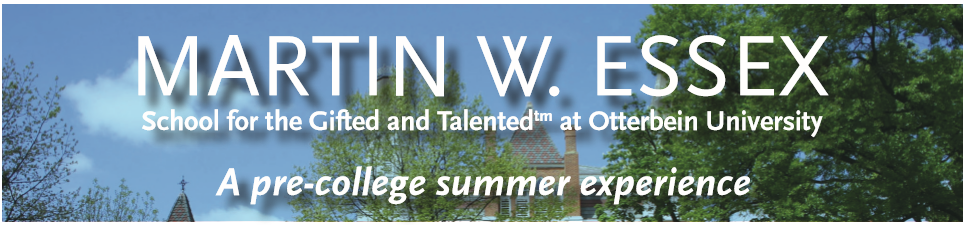 MARTIN W. ESSEX
School for the Gifted and Talentedtm at Otterbein University
A pre-college summer experience